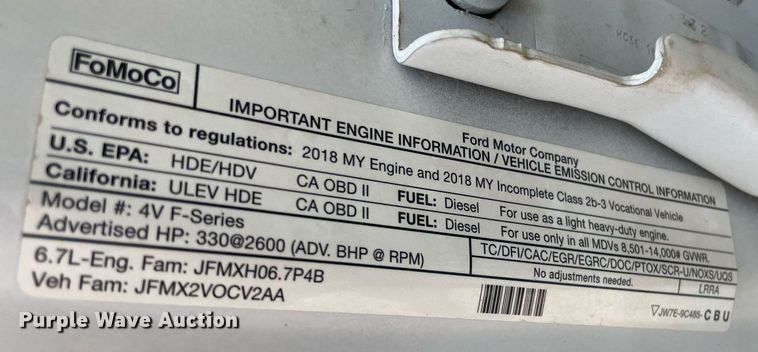 FoMoCo
Ford Motor Company
IMPORTANT ENGINE INFORMATION / VEHICLE EMISSION CONTROL INFORMATION
Conforms to regulations: 2018 MY Engine and 2018 MY Incomplete Class 2b-3 Vocational Vehicle
U.S. EPA: HDE/HDV CA OBD II FUEL: Diesel For use as a light heavy-duty engine.
California: ULEV HDE CA OBD II FUEL: Diesel For use only in all MDVs 8,501-14,000# GVWR.
Model #: 4V F-Series
Advertised HP: 330@2600 (ADV. BHP @ RPM)
TC/DFI/CAC/EGR/EGRC/DOC/PTOX/SCR-U/NOXS/UQS
6.7L-Eng. Fam: JFMXH06.7P4B
No adjustments needed. LRRA
Veh Fam: JFMX2VOCV2AA
JW7E-9C485- CBU
Purple Wave Auction